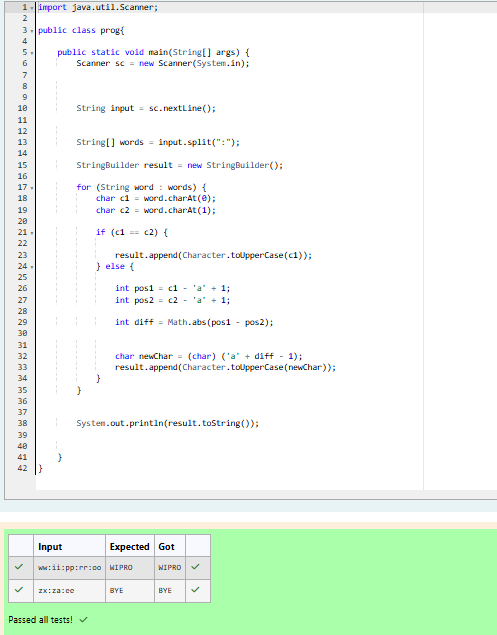 1 import java.util.Scanner;
2
3 public class prog{
4
5 public static void main(String[] args) {
6 Scanner sc = new Scanner(System.in);
7
8
9
10 String input = sc.nextLine();
11
12
13 String[] words = input.split(":");
14
15 StringBuilder result = new StringBuilder();
16
17 for (String word : words) {
18 char c1 = word.charAt(0);
19 char c2 = word.charAt(1);
20
21 if (c1 == c2) {
22
23 result.append(Character.toUpperCase(c1));
24 } else {
25
26 int pos1 = c1 - 'a' + 1;
27 int pos2 = c2 - 'a' + 1;
28
29 int diff = Math.abs(pos1 - pos2);
30
31
32 char newChar = (char) ('a' + diff - 1);
33 result.append(Character.toUpperCase(newChar));
34 }
35 }
36
37
38 System.out.println(result.toString());
39
40
41 }
42 }
Input Expected Got
ww:ii:pp:rr:oo WIPRO WIPRO
zx:za:ee BYE BYE
Passed all tests!